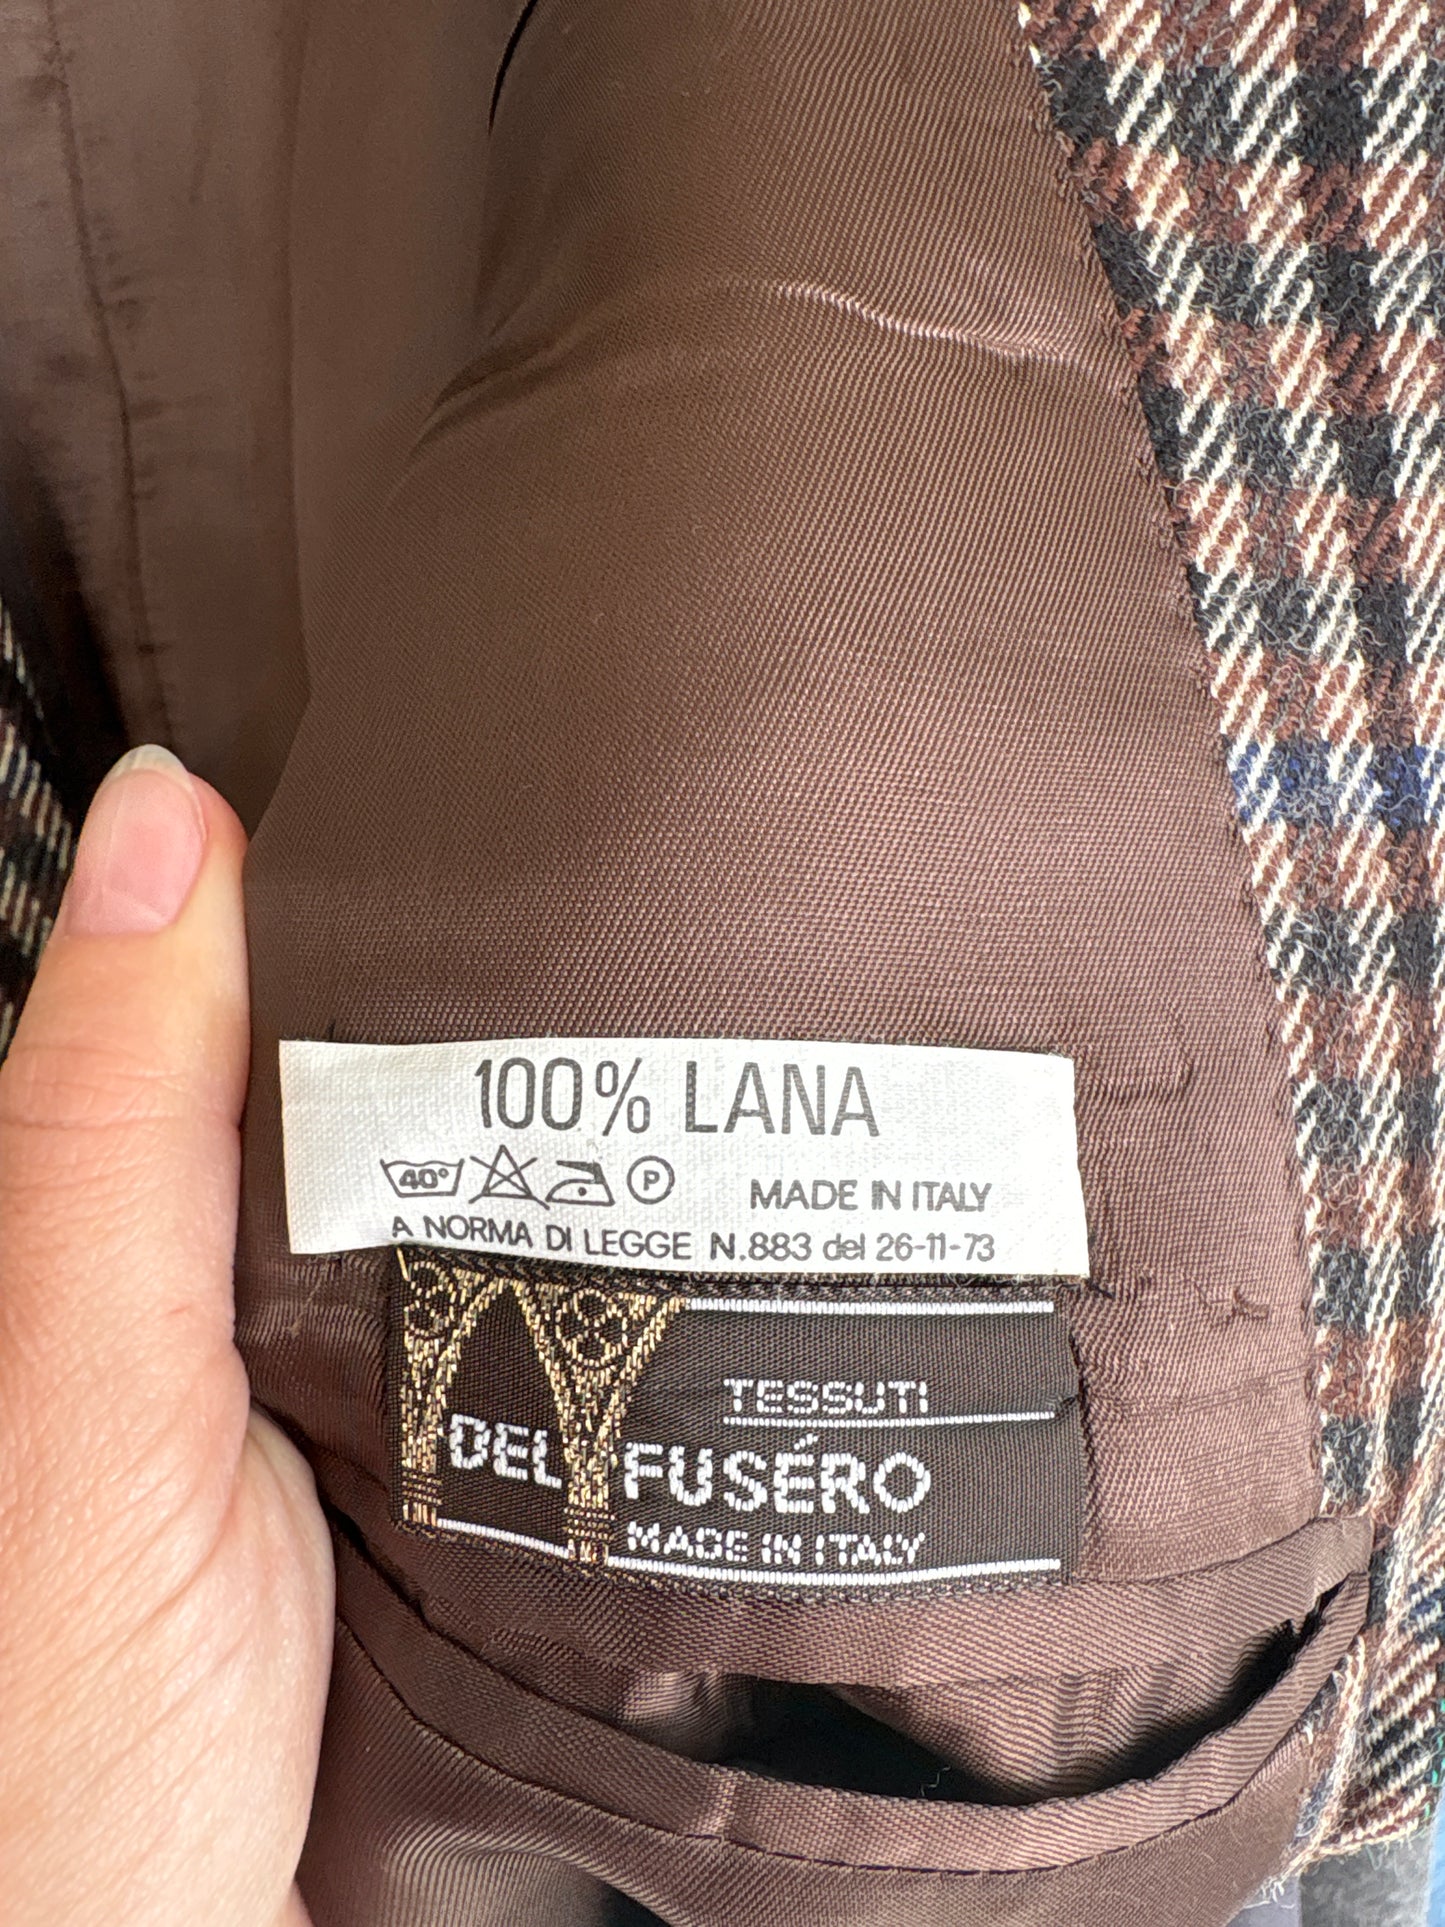 100% LANA
40° P MADE IN ITALY
A NORMA DI LEGGE N.883 del 26-11-73
TESSUTI
DEL FUSÉRO
MADE IN ITALY